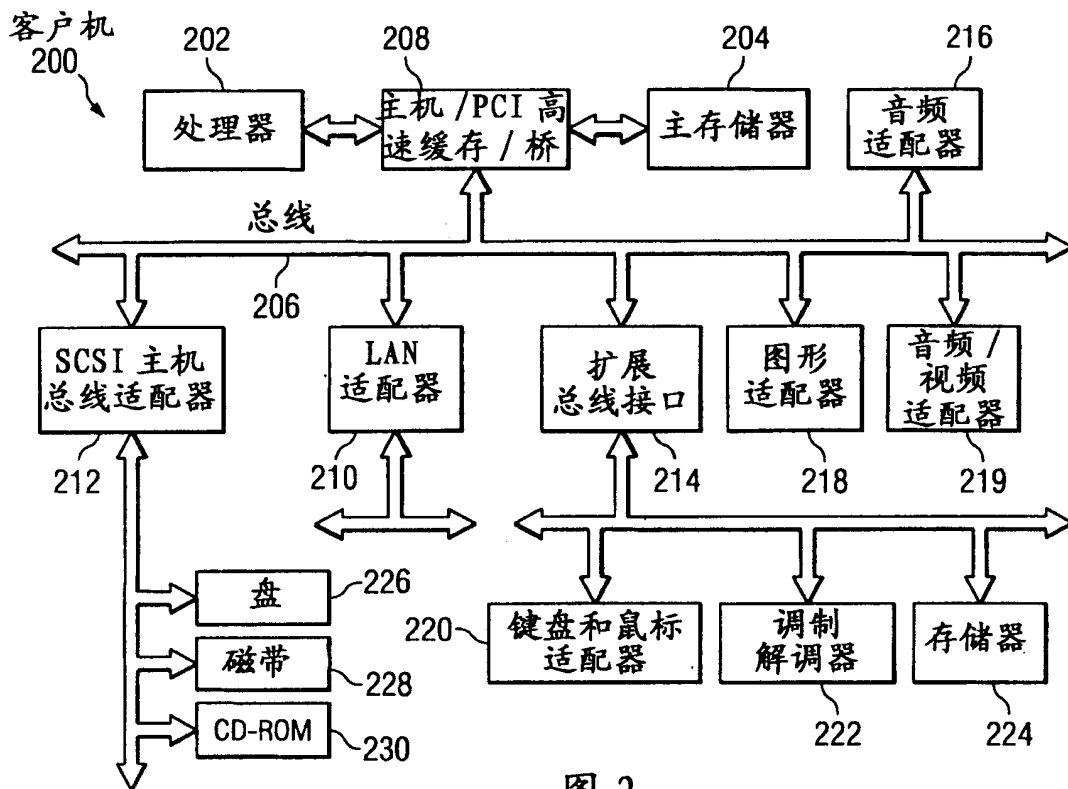 客户机
200
202
208
204
216
处理器
主机/PCI高
速缓存/桥
主存储器
音频
适配器
总线
206
SCSI 主机
总线适配器
LAN
适配器
扩展
总线接口
图形
适配器
音频/
视频
适配器
212
210
214
218
219
盘
226
磁带
228
CD-ROM
230
220
键盘和鼠标
适配器
调制
解调器
存储器
222
224
图 2